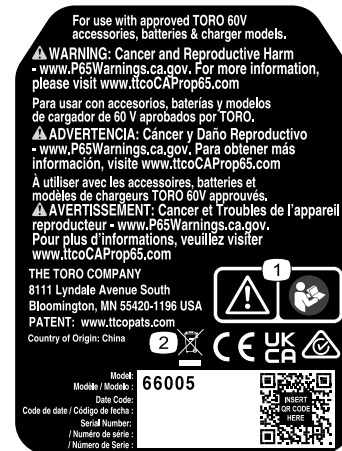 For use with approved TORO 60V
accessories, batteries & charger models.
WARNING: Cancer and Reproductive Harm
- www.P65Warnings.ca.gov. For more information,
please visit www.ttcoCAProp65.com
Para usar con accesorios, baterías y modelos
de cargador de 60 V aprobados por TORO.
ADVERTENCIA: Cáncer y Daño Reproductivo
- www.P65Warnings.ca.gov. Para obtener más
información, visite www.ttcoCAProp65.com
À utiliser avec les accessoires, batteries et
modèles de chargeurs TORO 60V approuvés.
AVERTISSEMENT: Cancer et Troubles de l'appareil
reproducteur - www.P65Warnings.ca.gov.
Pour plus d'informations, veuillez visiter
www.ttcoCAProp65.com
THE TORO COMPANY
8111 Lyndale Avenue South
Bloomington, MN 55420-1196 USA
PATENT: www.ttcopats.com
Country of Origin: China
1
2
CE UK
CA
Model:
Modèle / Modelo : 66005
Date Code:
Code de date / Código de fecha :
Serial Number:
/ Numéro de série :
/ Número de Serie :
INSERT
QR CODE
HERE